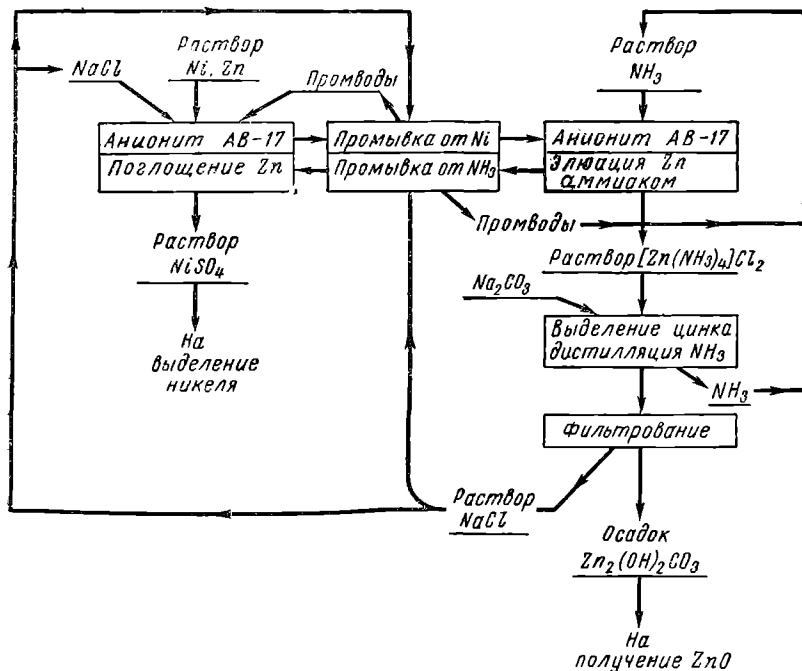 Раствор
Ni, Zn
NaCl
Промводы
Раствор
NH₃
Анионит АВ-17
Поглощение Zn
Промывка от Ni
Промывка от NH₃
Анионит АВ-17
Элюация Zn
аммиаком
Промводы
Раствор
NiSO₄
Раствор[Zn(NH₃)₄]Cl₂
Na₂CO₃
На
выделение
никеля
Выделение цинка
дистилляция NH₃
NH₃
Фильтрование
Раствор
NaCl
Осадок
Zn₂(OH)₂CO₃
На
получение ZnO